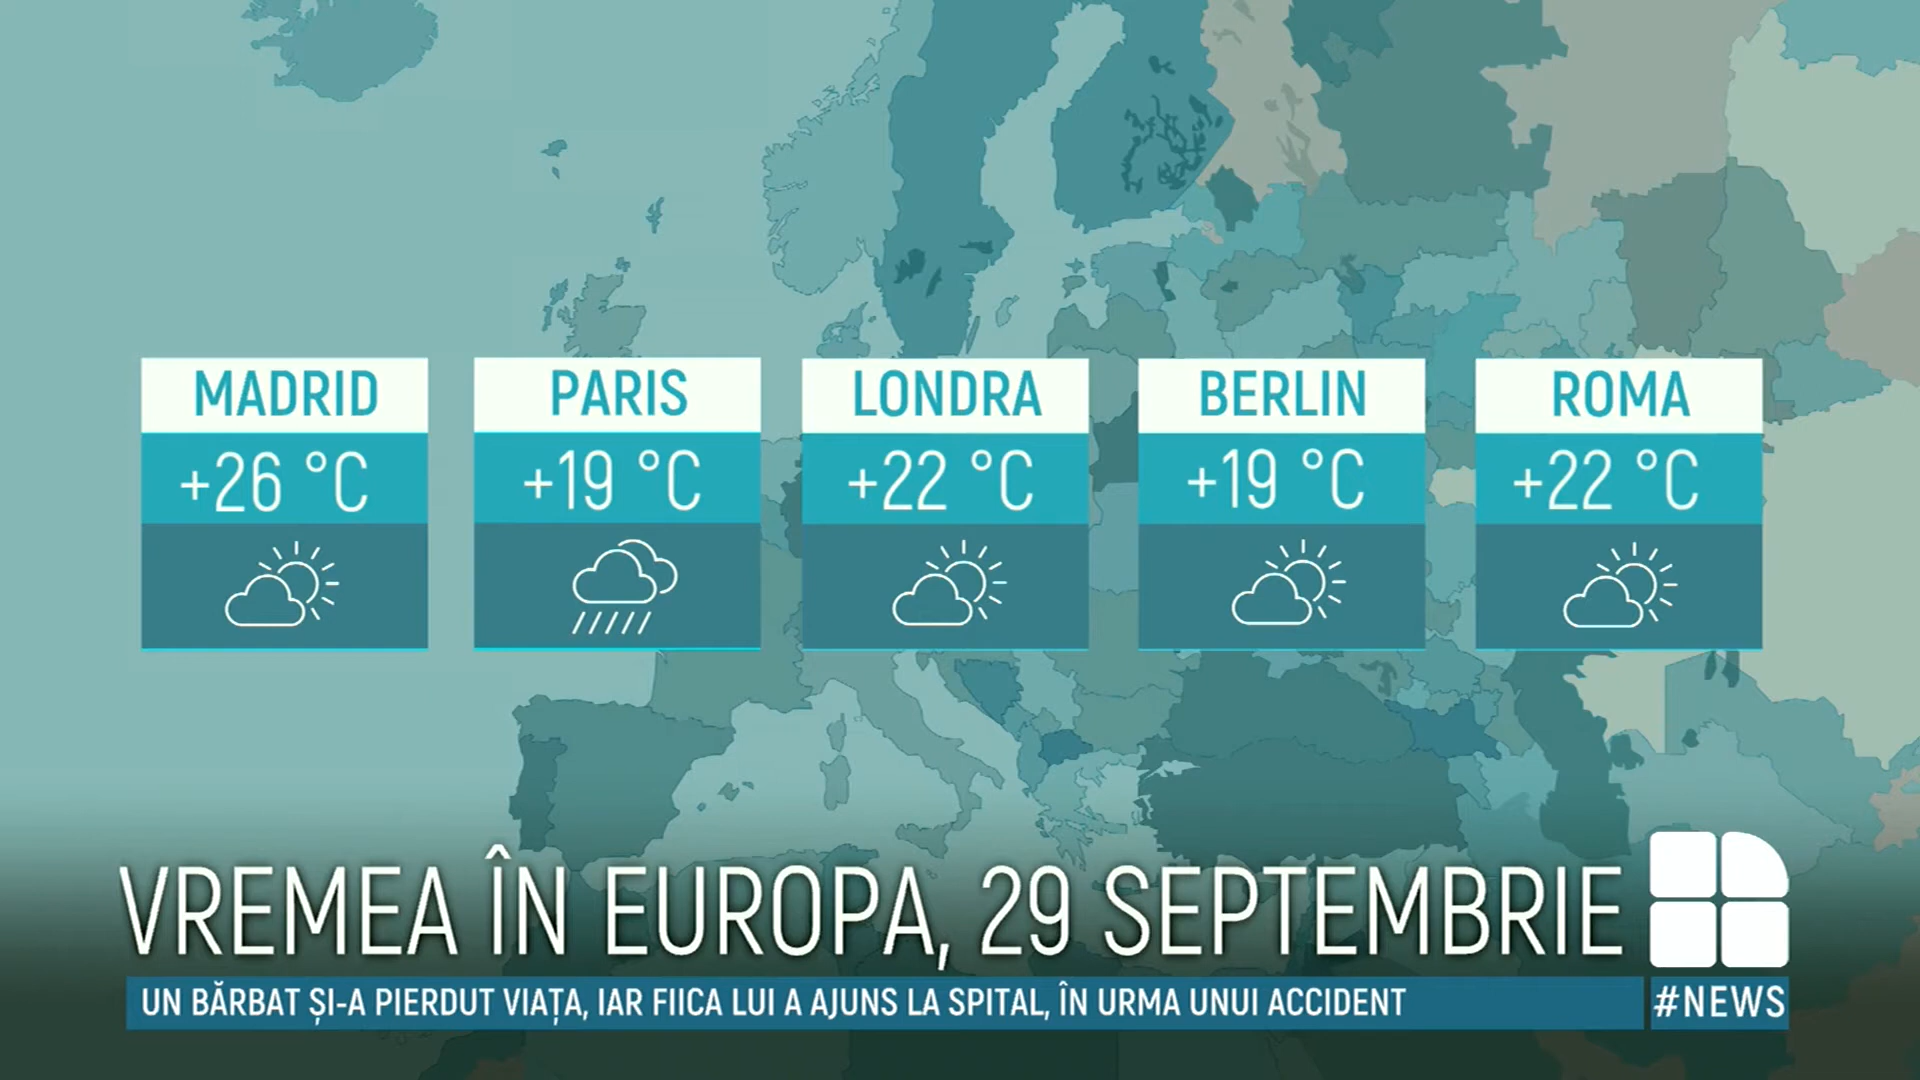 MADRID
+26 °C
PARIS
+19 °C
LONDRA
+22 °C
BERLIN
+19 °C
ROMA
+22 °C
VREMEA ÎN EUROPA, 29 SEPTEMBRIE
UN BĂRBAT ȘI-A PIERDUT VIAȚA, IAR FIICA LUI A AJUNS LA SPITAL, ÎN URMA UNUI ACCIDENT
#NEWS